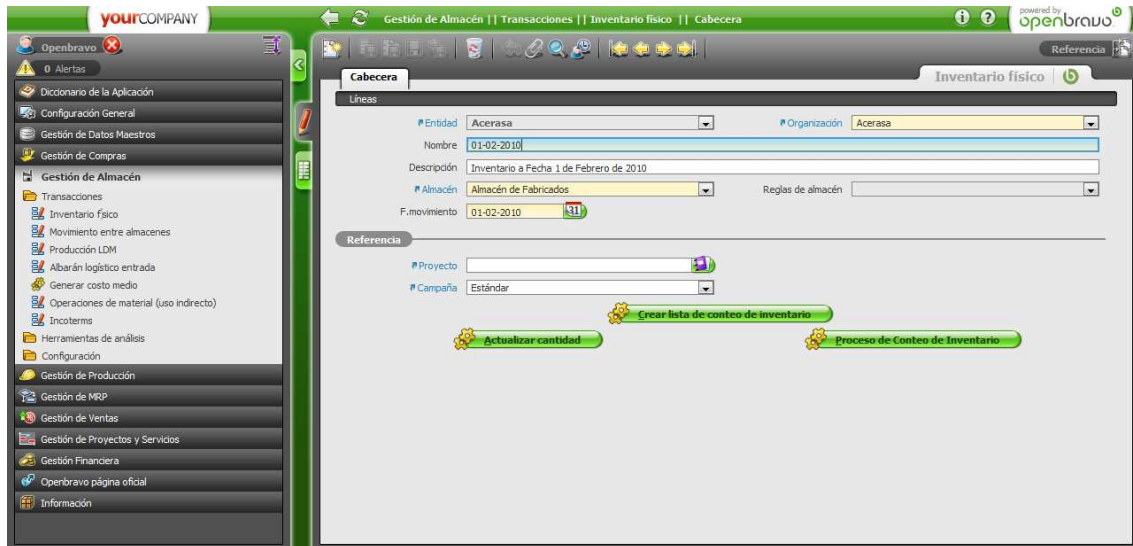 yourCOMPANY
Gestión de Almacén || Transacciones || Inventario físico || Cabecera
powered by
openbravo
Openbravo
0 Alertas
Referencia
Cabecera
Inventario físico
Líneas
Diccionario de la Aplicación
Configuración General
Gestión de Datos Maestros
Gestión de Compras
Gestión de Almacén
Transacciones
Inventario fsico
Movimiento entre almacenes
Producción LDM
Albarán logístico entrada
Generar costo medio
Operaciones de material (uso indirecto)
Incoterms
Herramientas de análisis
Configuración
Gestión de Producción
Gestión de MRP
Gestión de Ventas
Gestión de Proyectos y Servicios
Gestión Financiera
Openbravo página oficial
Información
Entidad Acerasa Organización Acerasa
Nombre 01-02-2010
Descripción Inventario a Fecha 1 de Febrero de 2010
Almacén Almacén de Fabricados Reglas de almacén
F.movimiento 01-02-2010 31
Referencia
Proyecto
Campaña Estándar
Crear lista de conteo de inventario
Actualizar cantidad Proceso de Conteo de Inventario